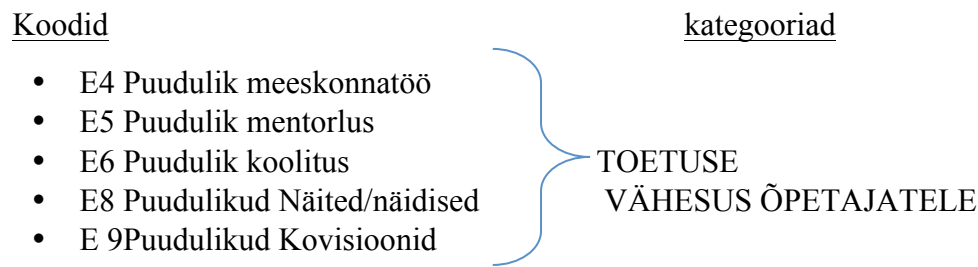 Koodid kategooriad
• E4 Puudulik meeskonnatöö
• E5 Puudulik mentorlus
• E6 Puudulik koolitus
• E8 Puudulikud Näited/näidised
• E 9Puudulikud Kovisioonid
TOETUSE
VÄHESUS ÕPETAJATELE